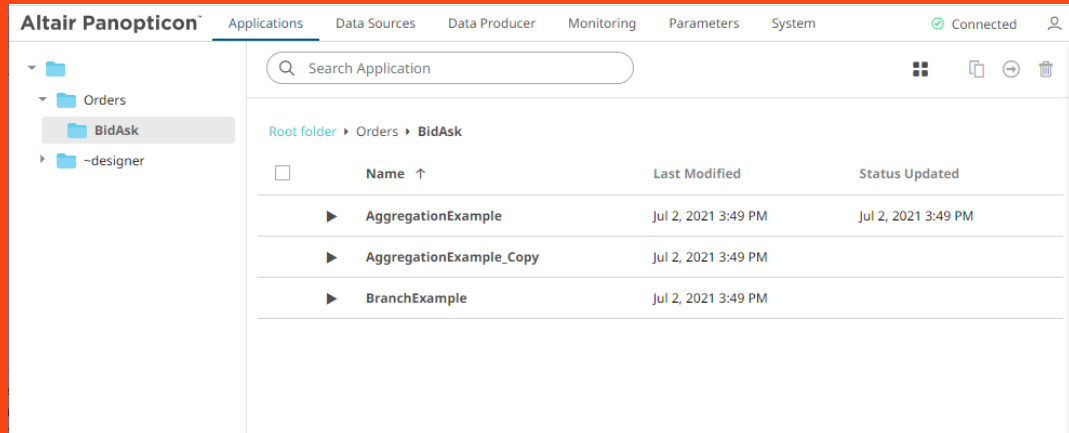 Altair Panopticon™ Applications Data Sources Data Producer Monitoring Parameters System Connected
Search Application
Orders
BidAsk
~designer
Root folder Orders BidAsk
Name ↑ Last Modified Status Updated
AggregationExample Jul 2, 2021 3:49 PM Jul 2, 2021 3:49 PM
AggregationExample_Copy Jul 2, 2021 3:49 PM
BranchExample Jul 2, 2021 3:49 PM